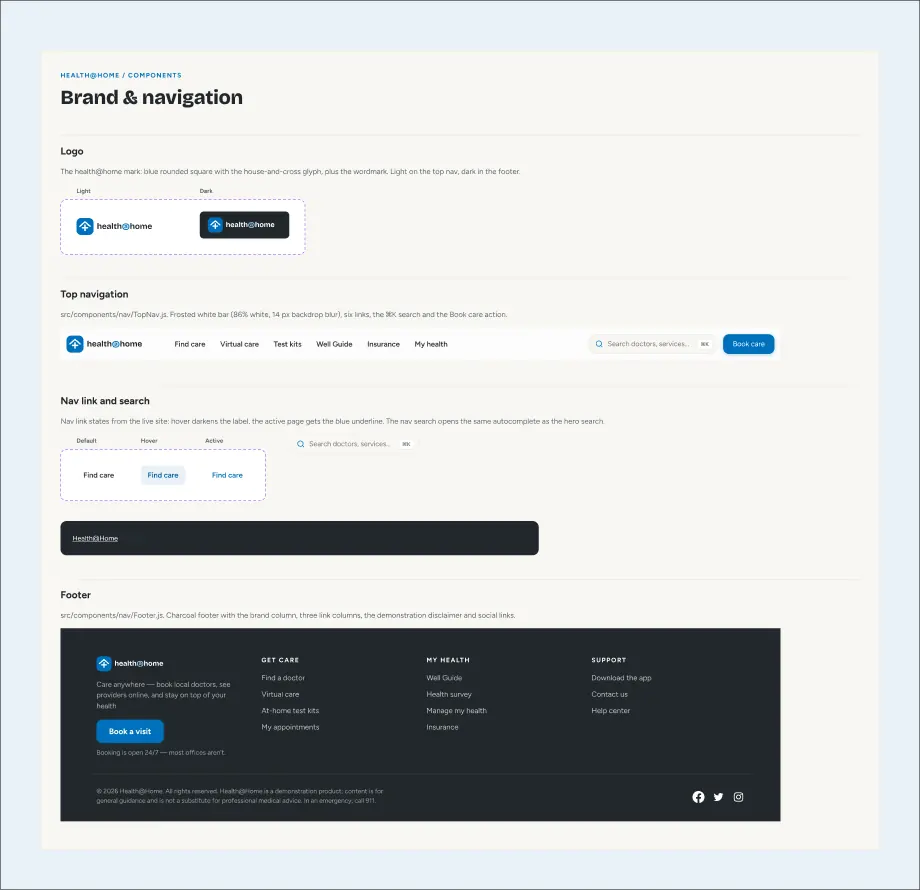 HEALTH@HOME / COMPONENTS
Brand & navigation
Logo
The health@home mark: blue rounded square with the house-and-cross glyph, plus the wordmark. Light on the top nav, dark in the footer.
Light
Dark
health@home
health@home
Top navigation
src/components/nav/TopNav.js. Frosted white bar (86% white, 14 px backdrop blur), six links, the ⌘K search and the Book care action.
health@home
Find care
Virtual care
Test kits
Well Guide
Insurance
My health
Search doctors, services...
⌘K
Book care
Nav link and search
Nav link states from the live site: hover darkens the label, the active page gets the blue underline. The nav search opens the same autocomplete as the hero search.
Default
Hover
Active
Search doctors, services...
⌘K
Find care
Find care
Find care
Health@Home
Footer
src/components/nav/Footer.js. Charcoal footer with the brand column, three link columns, the demonstration disclaimer and social links.
health@home
Care anywhere — book local doctors, see
providers online, and stay on top of your
health
Book a visit
Booking is open 24/7 — most offices aren't.
GET CARE
Find a doctor
Virtual care
At-home test kits
My appointments
MY HEALTH
Well Guide
Health survey
Manage my health
Insurance
SUPPORT
Download the app
Contact us
Help center
© 2026 Health@Home. All rights reserved. Health@Home is a demonstration product; content is for
general guidance and is not a substitute for professional medical advice. In an emergency, call 911.